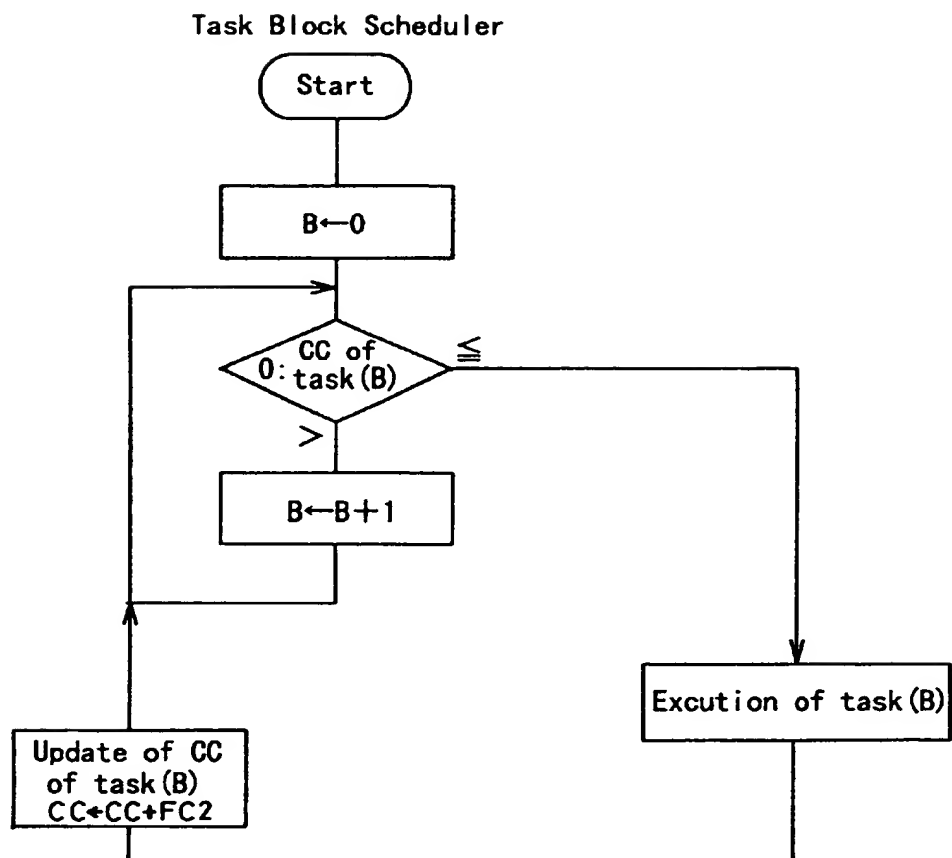 Task Block Scheduler
Start
B←0
0:
CC of
task(B)
≦
>
B←B+1
Excution of task(B)
Update of CC
of task(B)
CC←CC+FC2